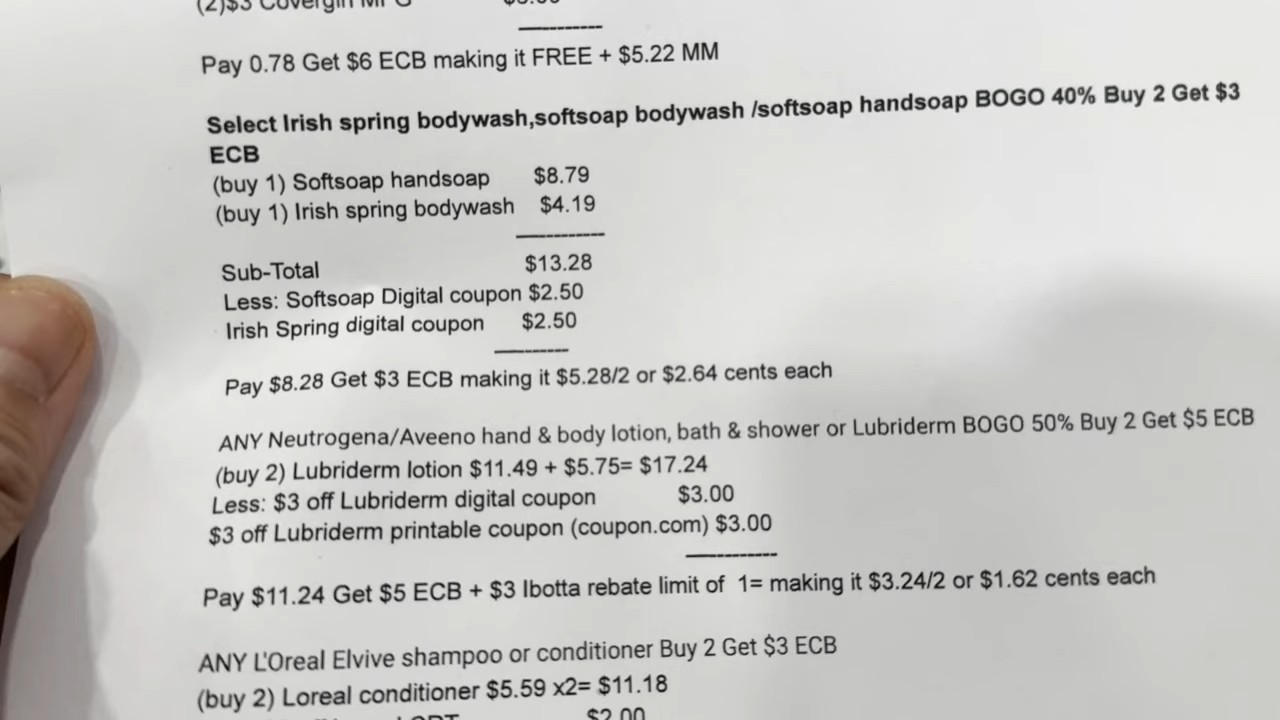 (2)$3 Covergirl MPC
Pay 0.78 Get $6 ECB making it FREE + $5.22 MM
Select Irish spring bodywash,softsoap bodywash /softsoap handsoap BOGO 40% Buy 2 Get $3
ECB
(buy 1) Softsoap handsoap $8.79
(buy 1) Irish spring bodywash $4.19
Sub-Total $13.28
Less: Softsoap Digital coupon $2.50
Irish Spring digital coupon $2.50
Pay $8.28 Get $3 ECB making it $5.28/2 or $2.64 cents each
ANY Neutrogena/Aveeno hand & body lotion, bath & shower or Lubriderm BOGO 50% Buy 2 Get $5 ECB
(buy 2) Lubriderm lotion $11.49 + $5.75= $17.24
Less: $3 off Lubriderm digital coupon $3.00
$3 off Lubriderm printable coupon (coupon.com) $3.00
Pay $11.24 Get $5 ECB + $3 Ibotta rebate limit of 1= making it $3.24/2 or $1.62 cents each
ANY L'Oreal Elvive shampoo or conditioner Buy 2 Get $3 ECB
(buy 2) Loreal conditioner $5.59 x2= $11.18
$2.00